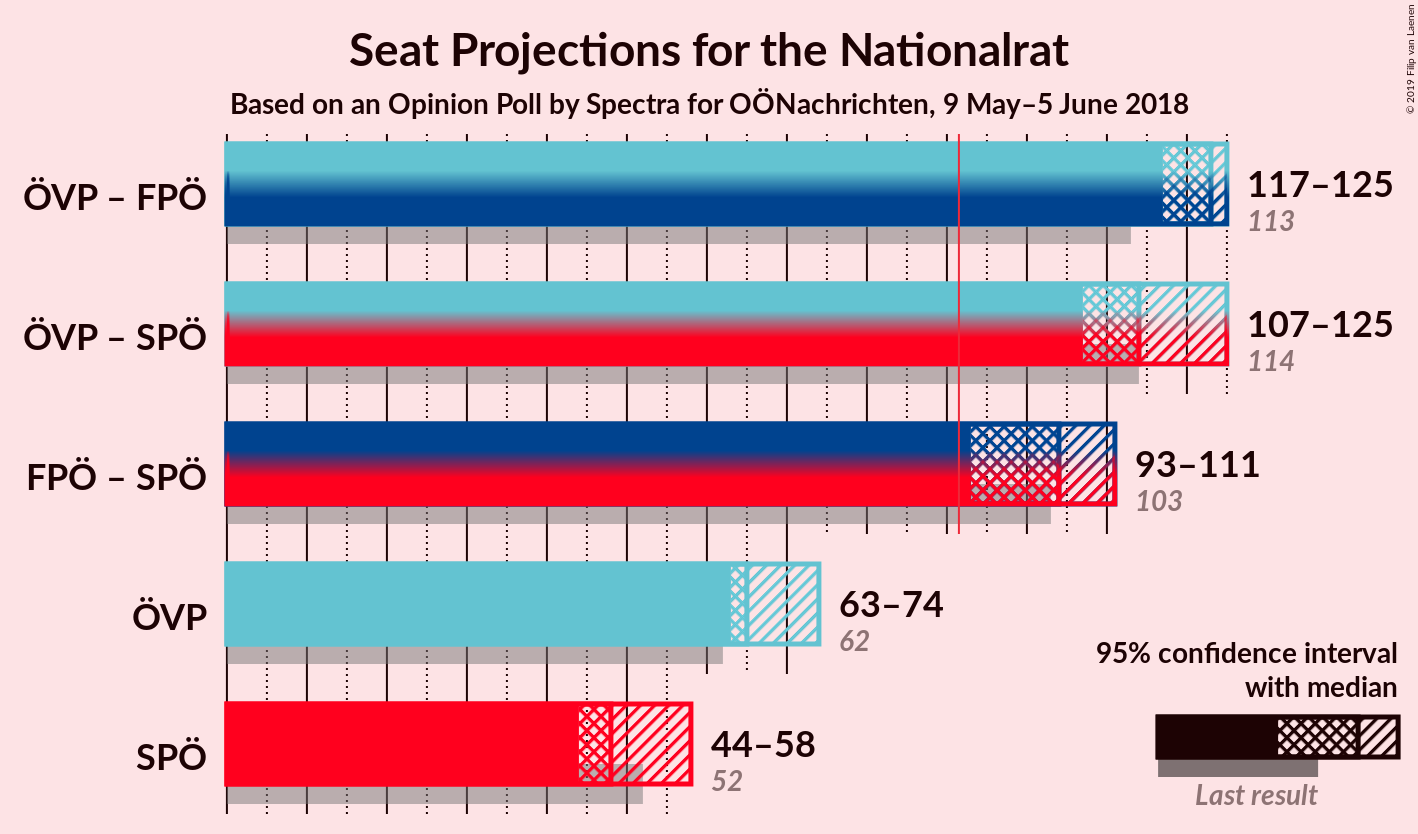 Seat Projections for the Nationalrat
Based on an Opinion Poll by Spectra for OÖNachrichten, 9 May–5 June 2018
© 2019 Filip van Laenen
ÖVP – FPÖ
117–125
113
ÖVP – SPÖ
107–125
114
FPÖ – SPÖ
93–111
103
ÖVP
63–74
62
SPÖ
44–58
52
95% confidence interval
with median
Last result